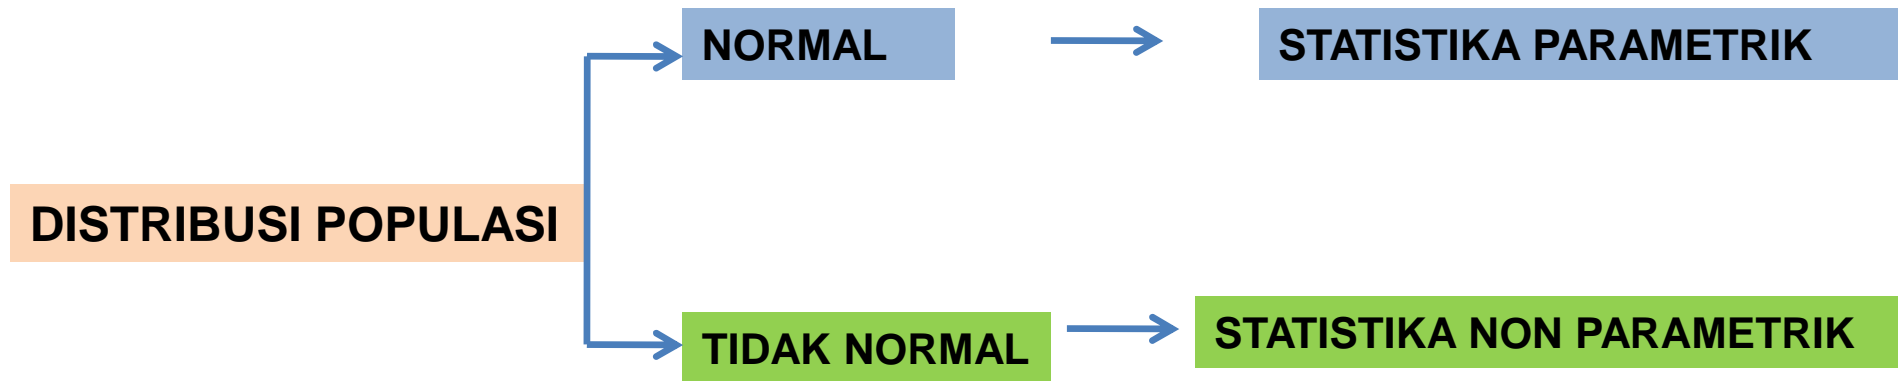 NORMAL
STATISTIKA PARAMETRIK
DISTRIBUSI POPULASI
TIDAK NORMAL
STATISTIKA NON PARAMETRIK